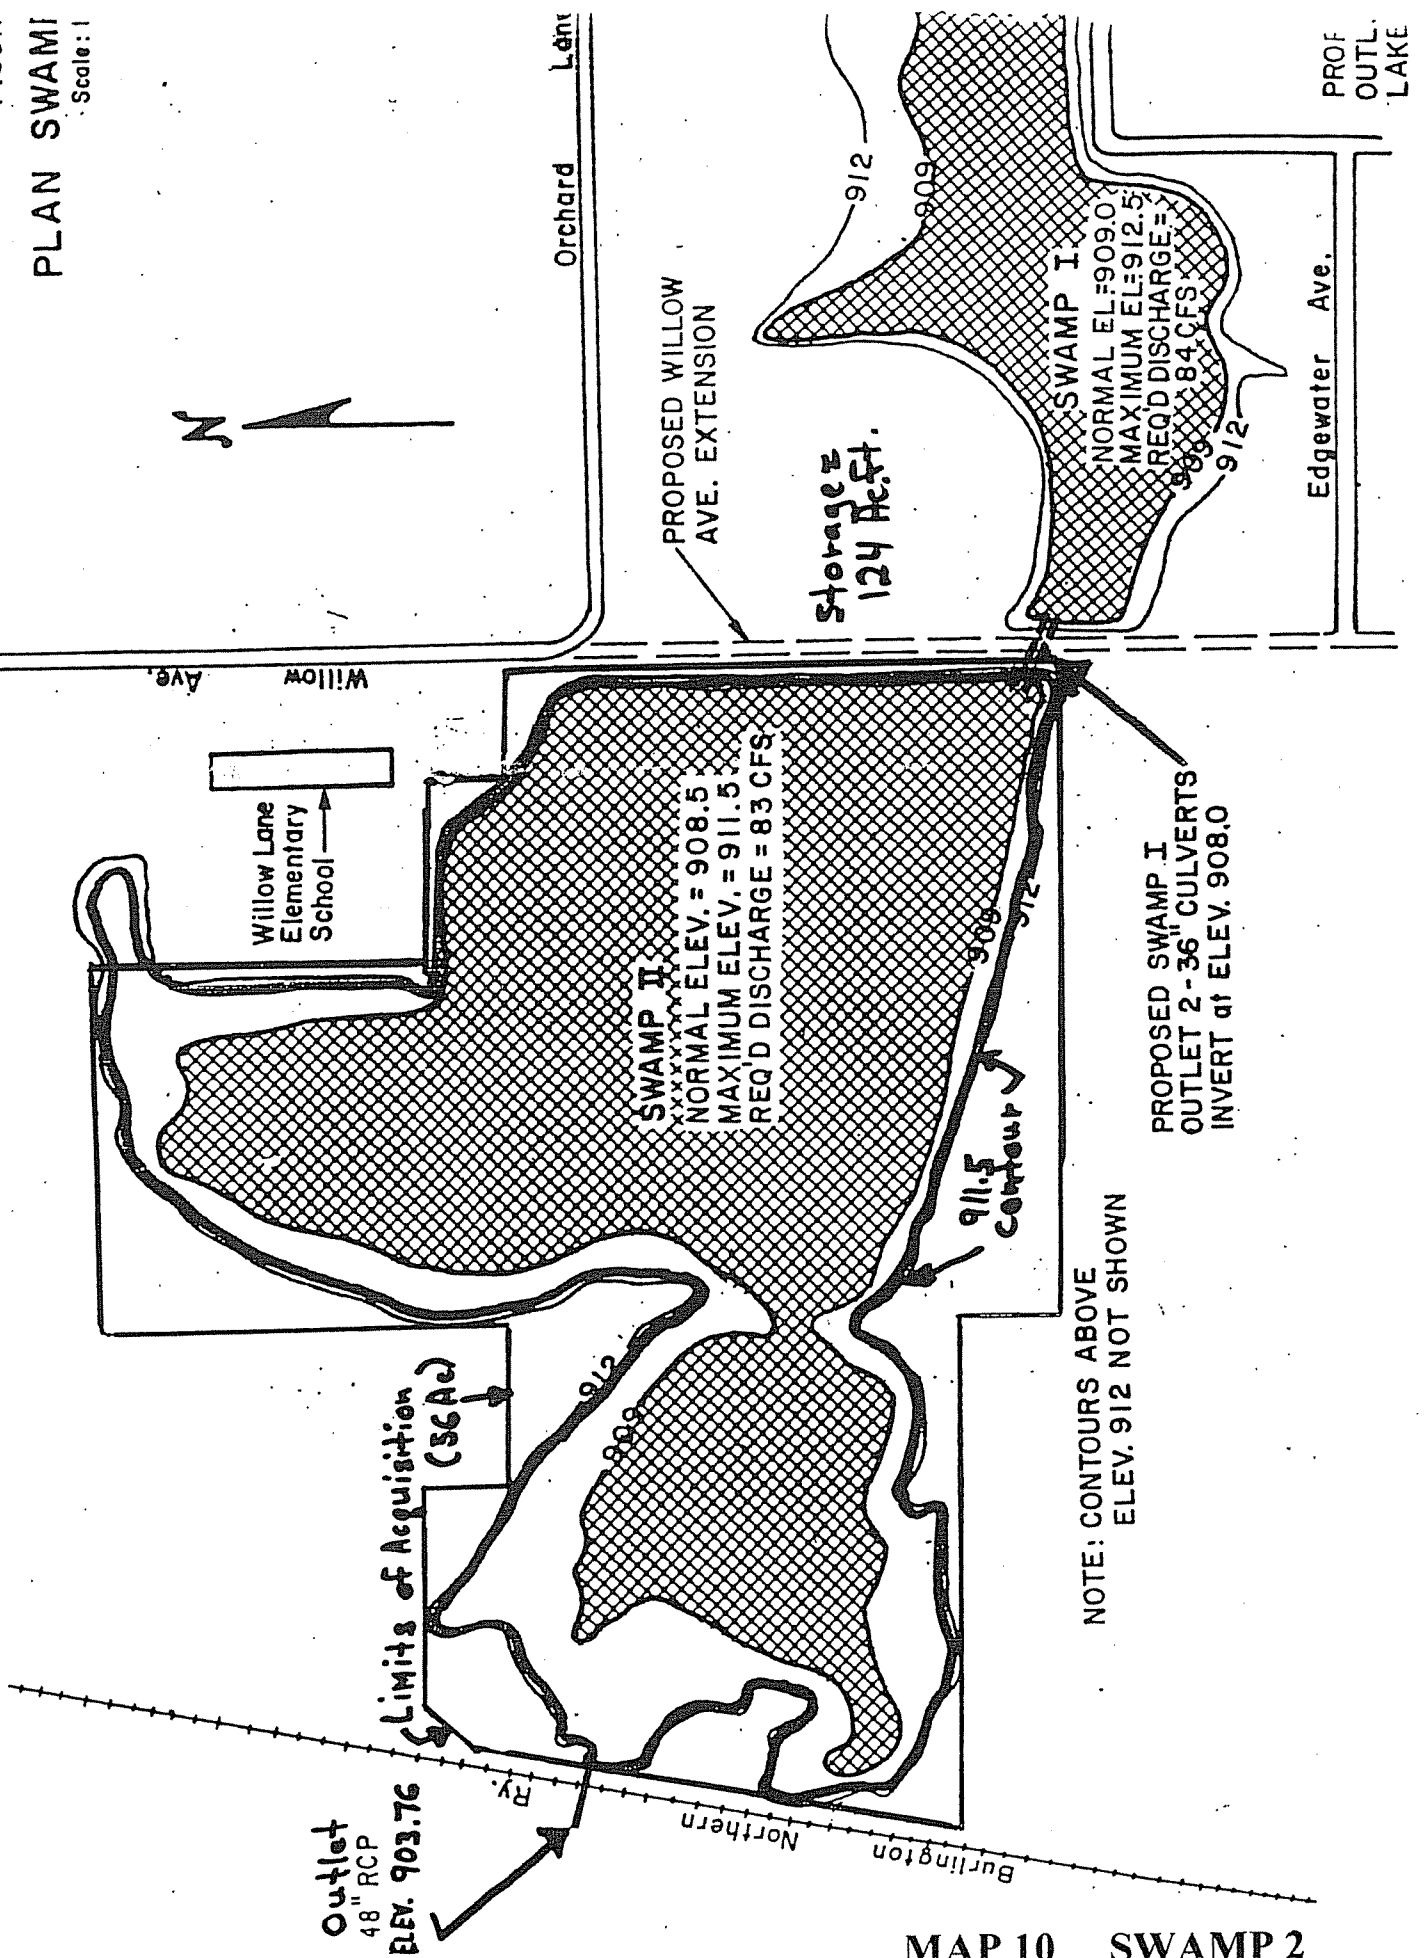 PLAN SWAMI
Scale: 1
N
Orchard Lane
Willow Ave.
Willow Lane
Elementary
School
PROPOSED WILLOW
AVE. EXTENSION
Storage =
124 Ac.Ft.
912
909
SWAMP I
NORMAL EL.=909.0
MAXIMUM EL=912.5
REQ'D DISCHARGE =
84 CFS
909
912
Edgewater Ave.
PROF
OUTL.
LAKE
SWAMP II
NORMAL ELEV. = 908.5
MAXIMUM ELEV. = 911.5
REQ'D DISCHARGE = 83 CFS
909
912
911.5
Contour
PROPOSED SWAMP I
OUTLET 2-36" CULVERTS
INVERT at ELEV. 908.0
Limits of Acquisition
(56Ac)
912
909
NOTE: CONTOURS ABOVE
ELEV. 912 NOT SHOWN
Outlet
48" RCP
ELEV. 903.76
Burlington Northern Ry.
MAP 10 SWAMP 2